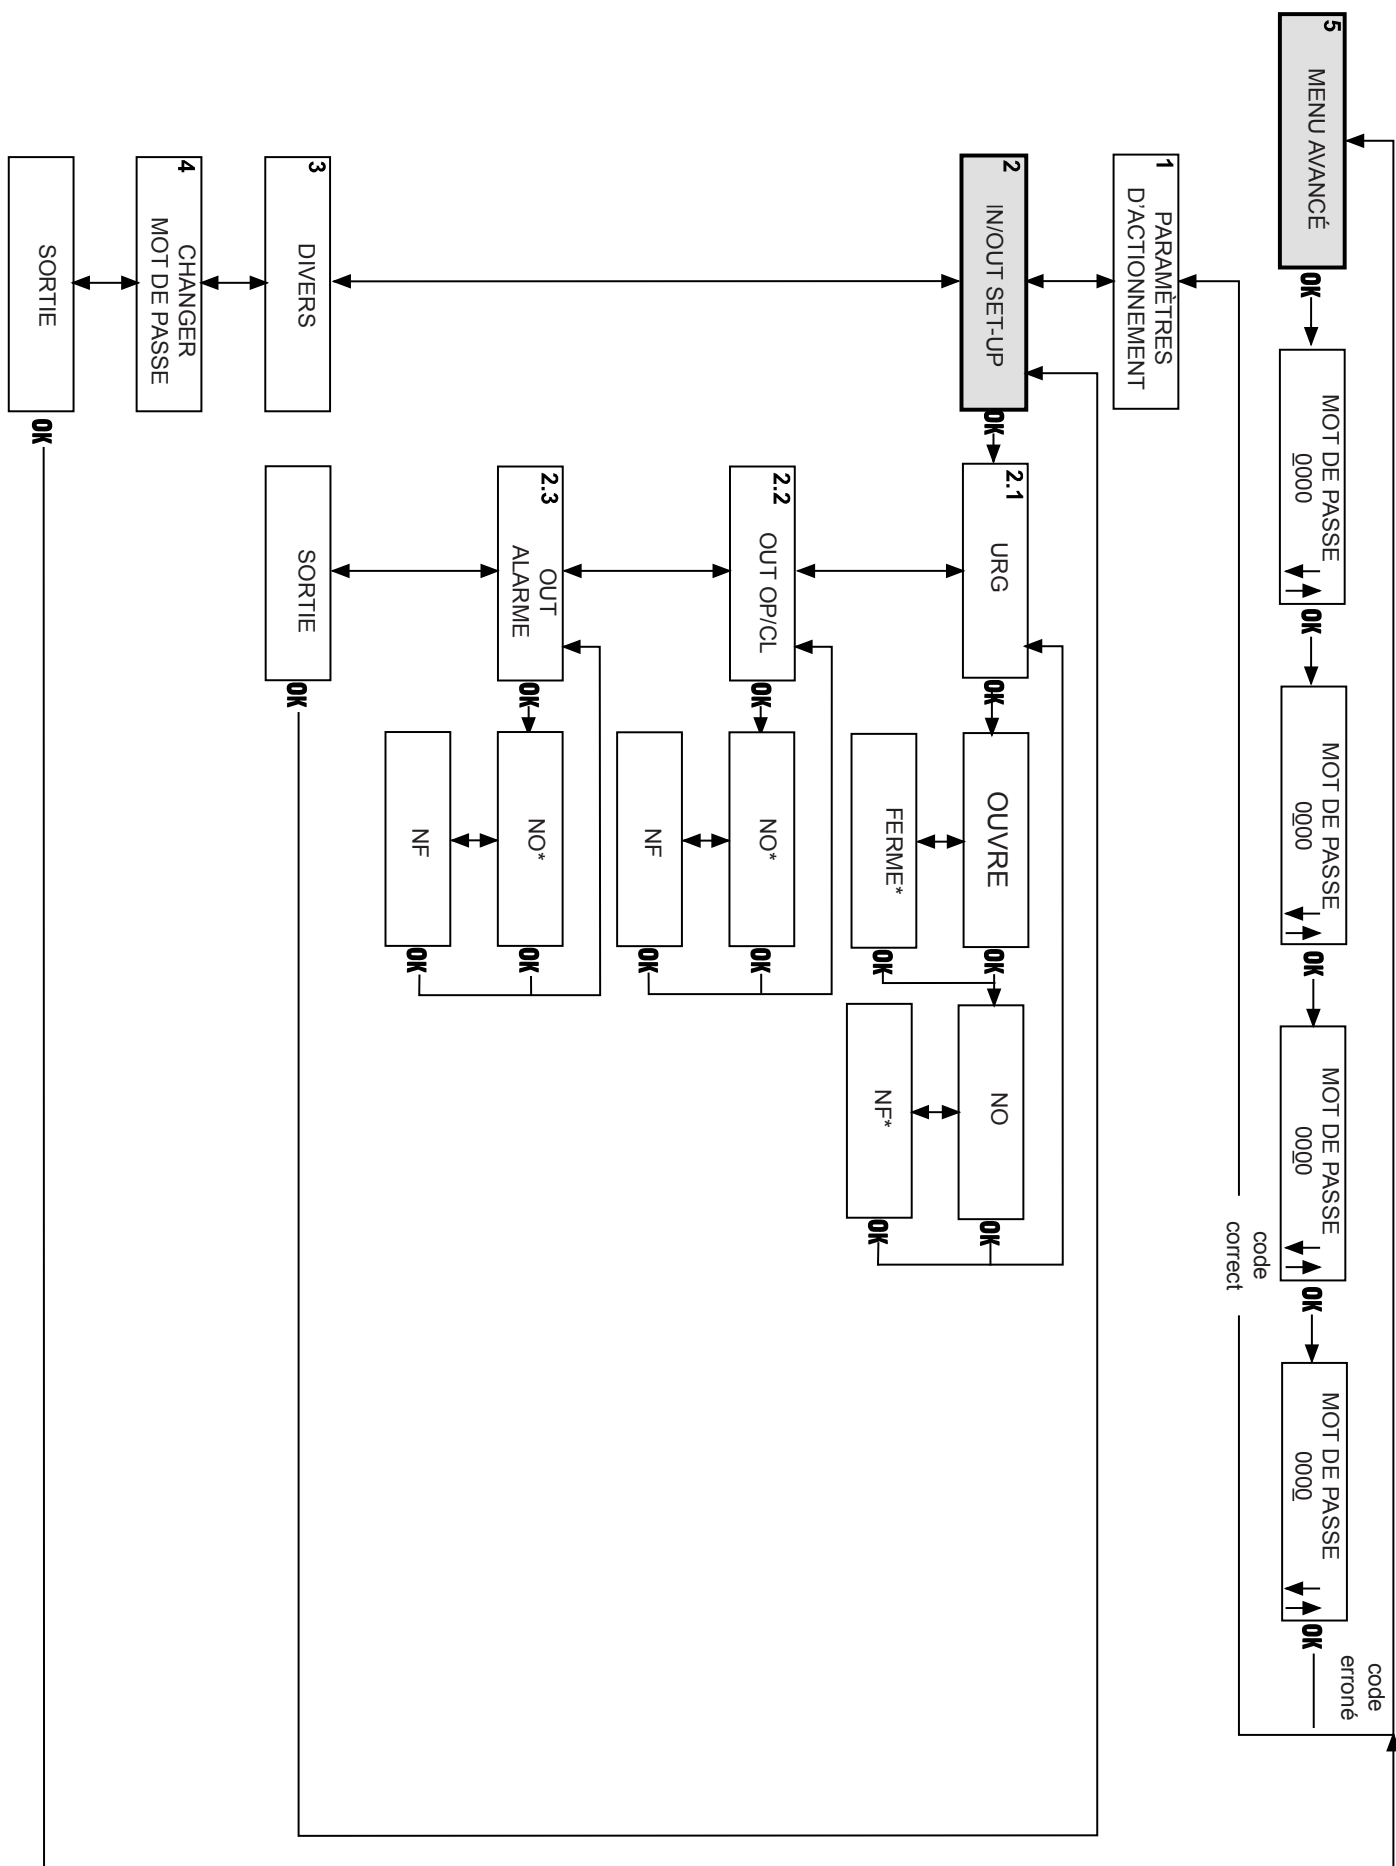 5
MENU AVANCÉ
OK
MOT DE PASSE
0000
OK
MOT DE PASSE
0000
OK
MOT DE PASSE
0000
OK
MOT DE PASSE
0000
OK
code
erroné
code
correct
1
PARAMÈTRES
D'ACTIONNEMENT
2
IN/OUT SET-UP
OK
2.1
URG
OK
OUVRE
OK
NO
OK
FERME*
OK
NF*
OK
2.2
OUT OP/CL
OK
NO*
OK
NF
OK
2.3
OUT
ALARME
OK
NO*
OK
NF
OK
3
DIVERS
SORTIE
OK
4
CHANGER
MOT DE PASSE
SORTIE
OK